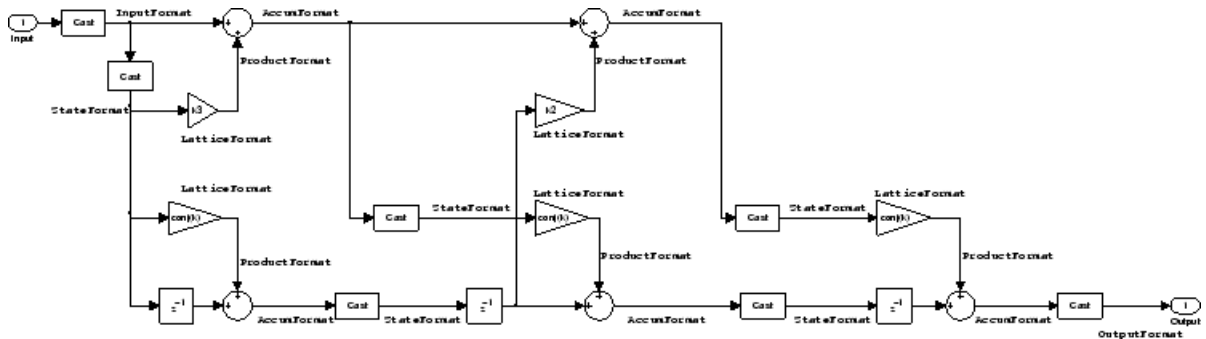 1
Input
Cast
InputFormat
AccumFormat
AccumFormat
ProductFormat
ProductFormat
Cast
StateFormat
k3
k2
LatticeFormat
LatticeFormat
LatticeFormat
LatticeFormat
LatticeFormat
conj(k)
Cast
StateFormat
conj(k)
Cast
StateFormat
conj(k)
ProductFormat
ProductFormat
ProductFormat
z-1
AccumFormat
Cast
StateFormat
z-1
AccumFormat
Cast
StateFormat
z-1
AccumFormat
Cast
OutputFormat
1
Output